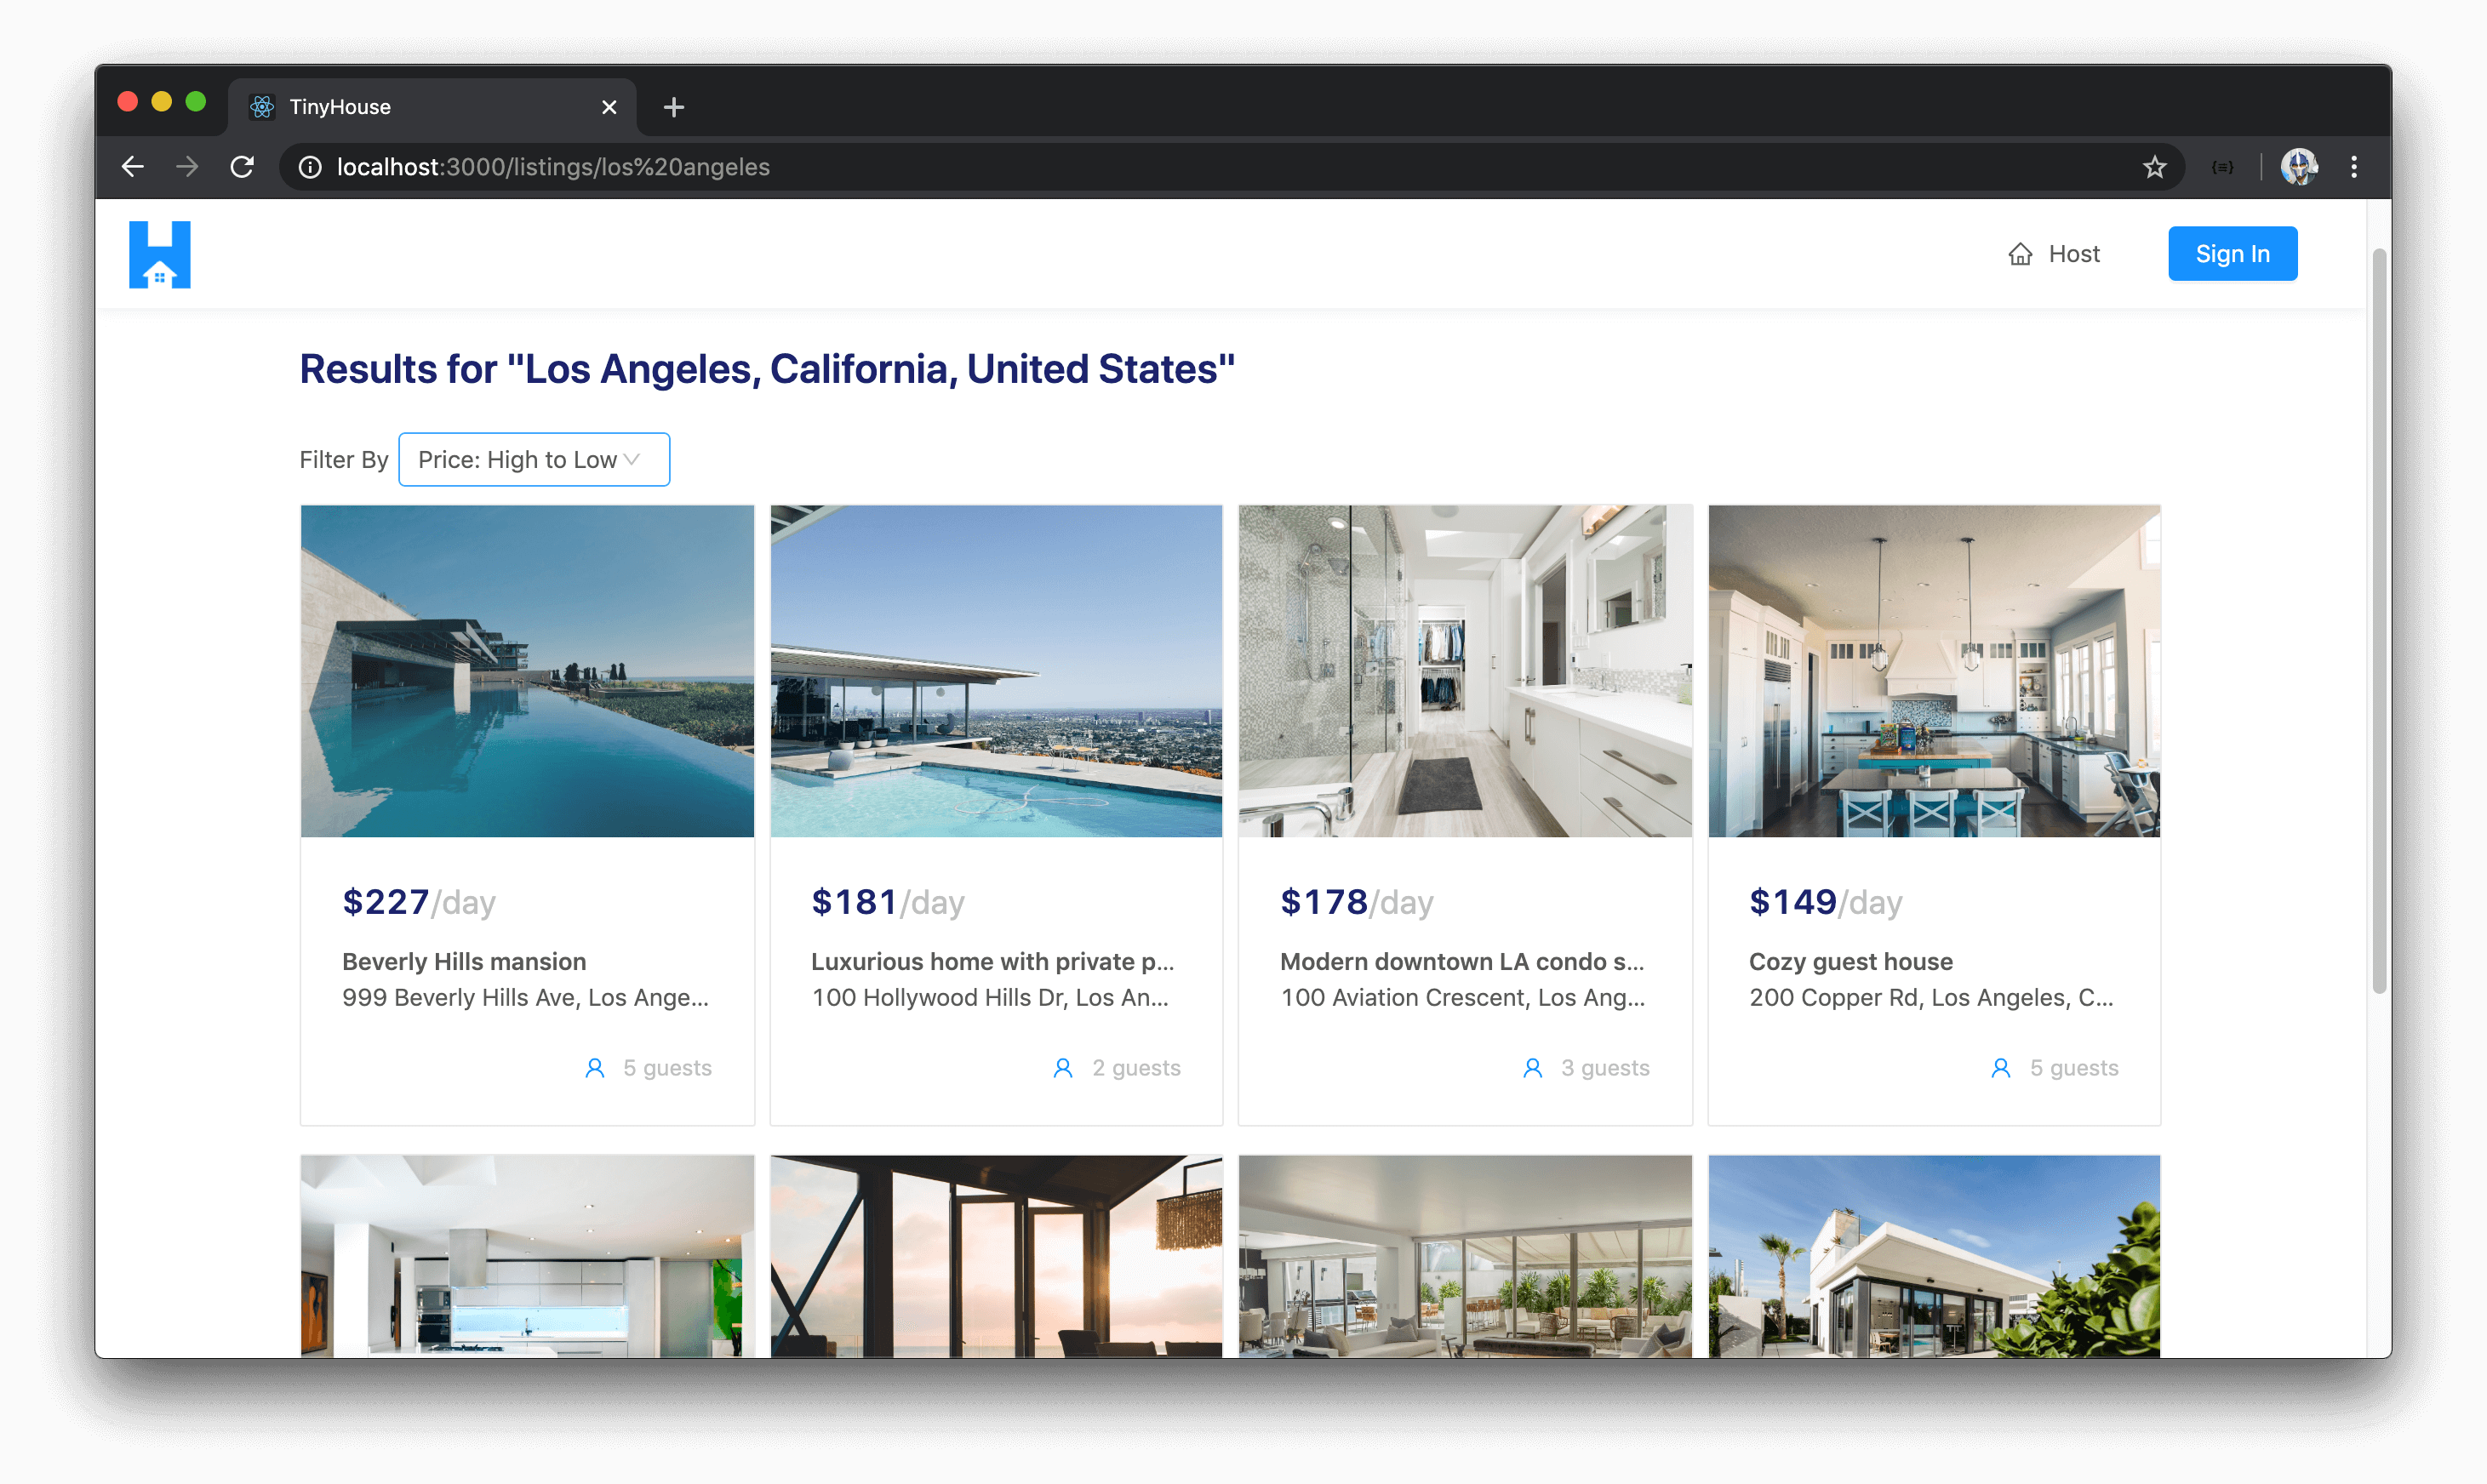 TinyHouse
localhost:3000/listings/los%20angeles
Host
Sign In
Results for "Los Angeles, California, United States"
Filter By
Price: High to Low
$227/day
Beverly Hills mansion
999 Beverly Hills Ave, Los Ange...
5 guests
$181/day
Luxurious home with private p...
100 Hollywood Hills Dr, Los An...
2 guests
$178/day
Modern downtown LA condo s...
100 Aviation Crescent, Los Ang...
3 guests
$149/day
Cozy guest house
200 Copper Rd, Los Angeles, C...
5 guests